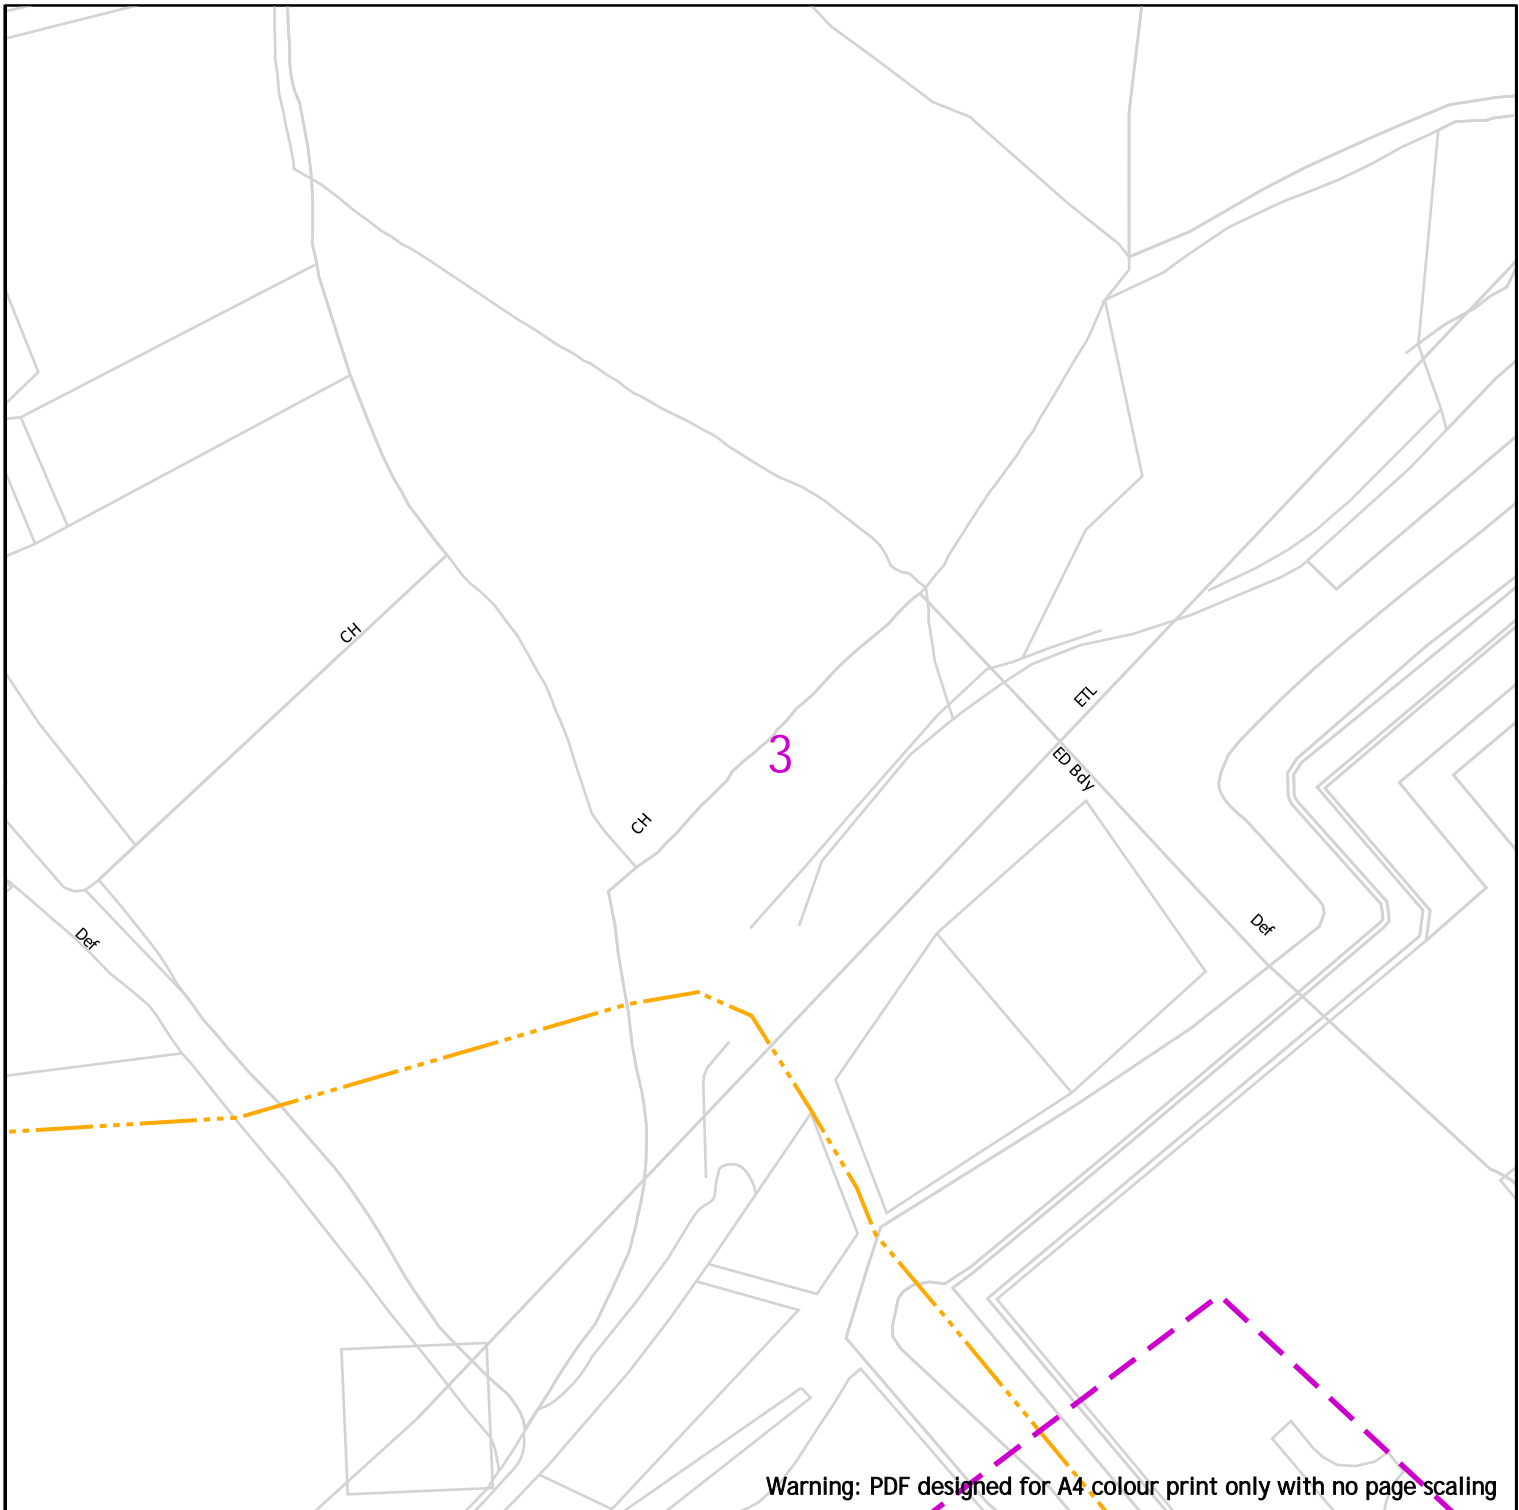 CH
ETL
3
ED Bdy
CH
Def
Def
Warning: PDF designed for A4 colour print only with no page scaling